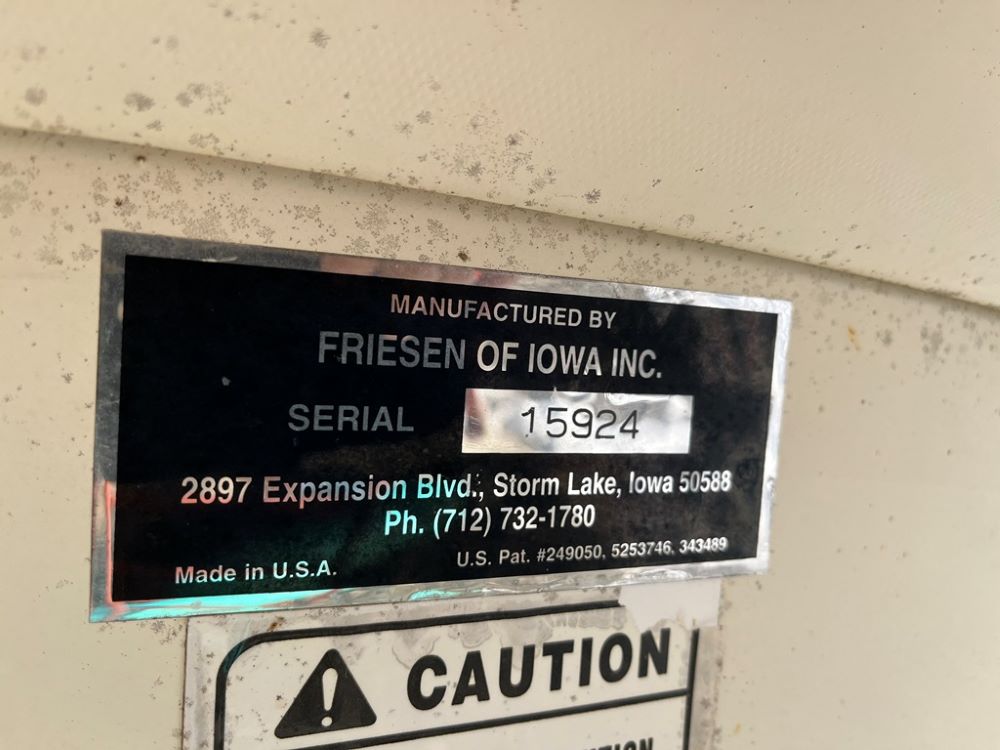 MANUFACTURED BY
FRIESEN OF IOWA INC.
SERIAL 15924
2897 Expansion Blvd., Storm Lake, Iowa 50588
Ph. (712) 732-1780
Made in U.S.A. U.S. Pat. #249050, 5253746, 343489
CAUTION